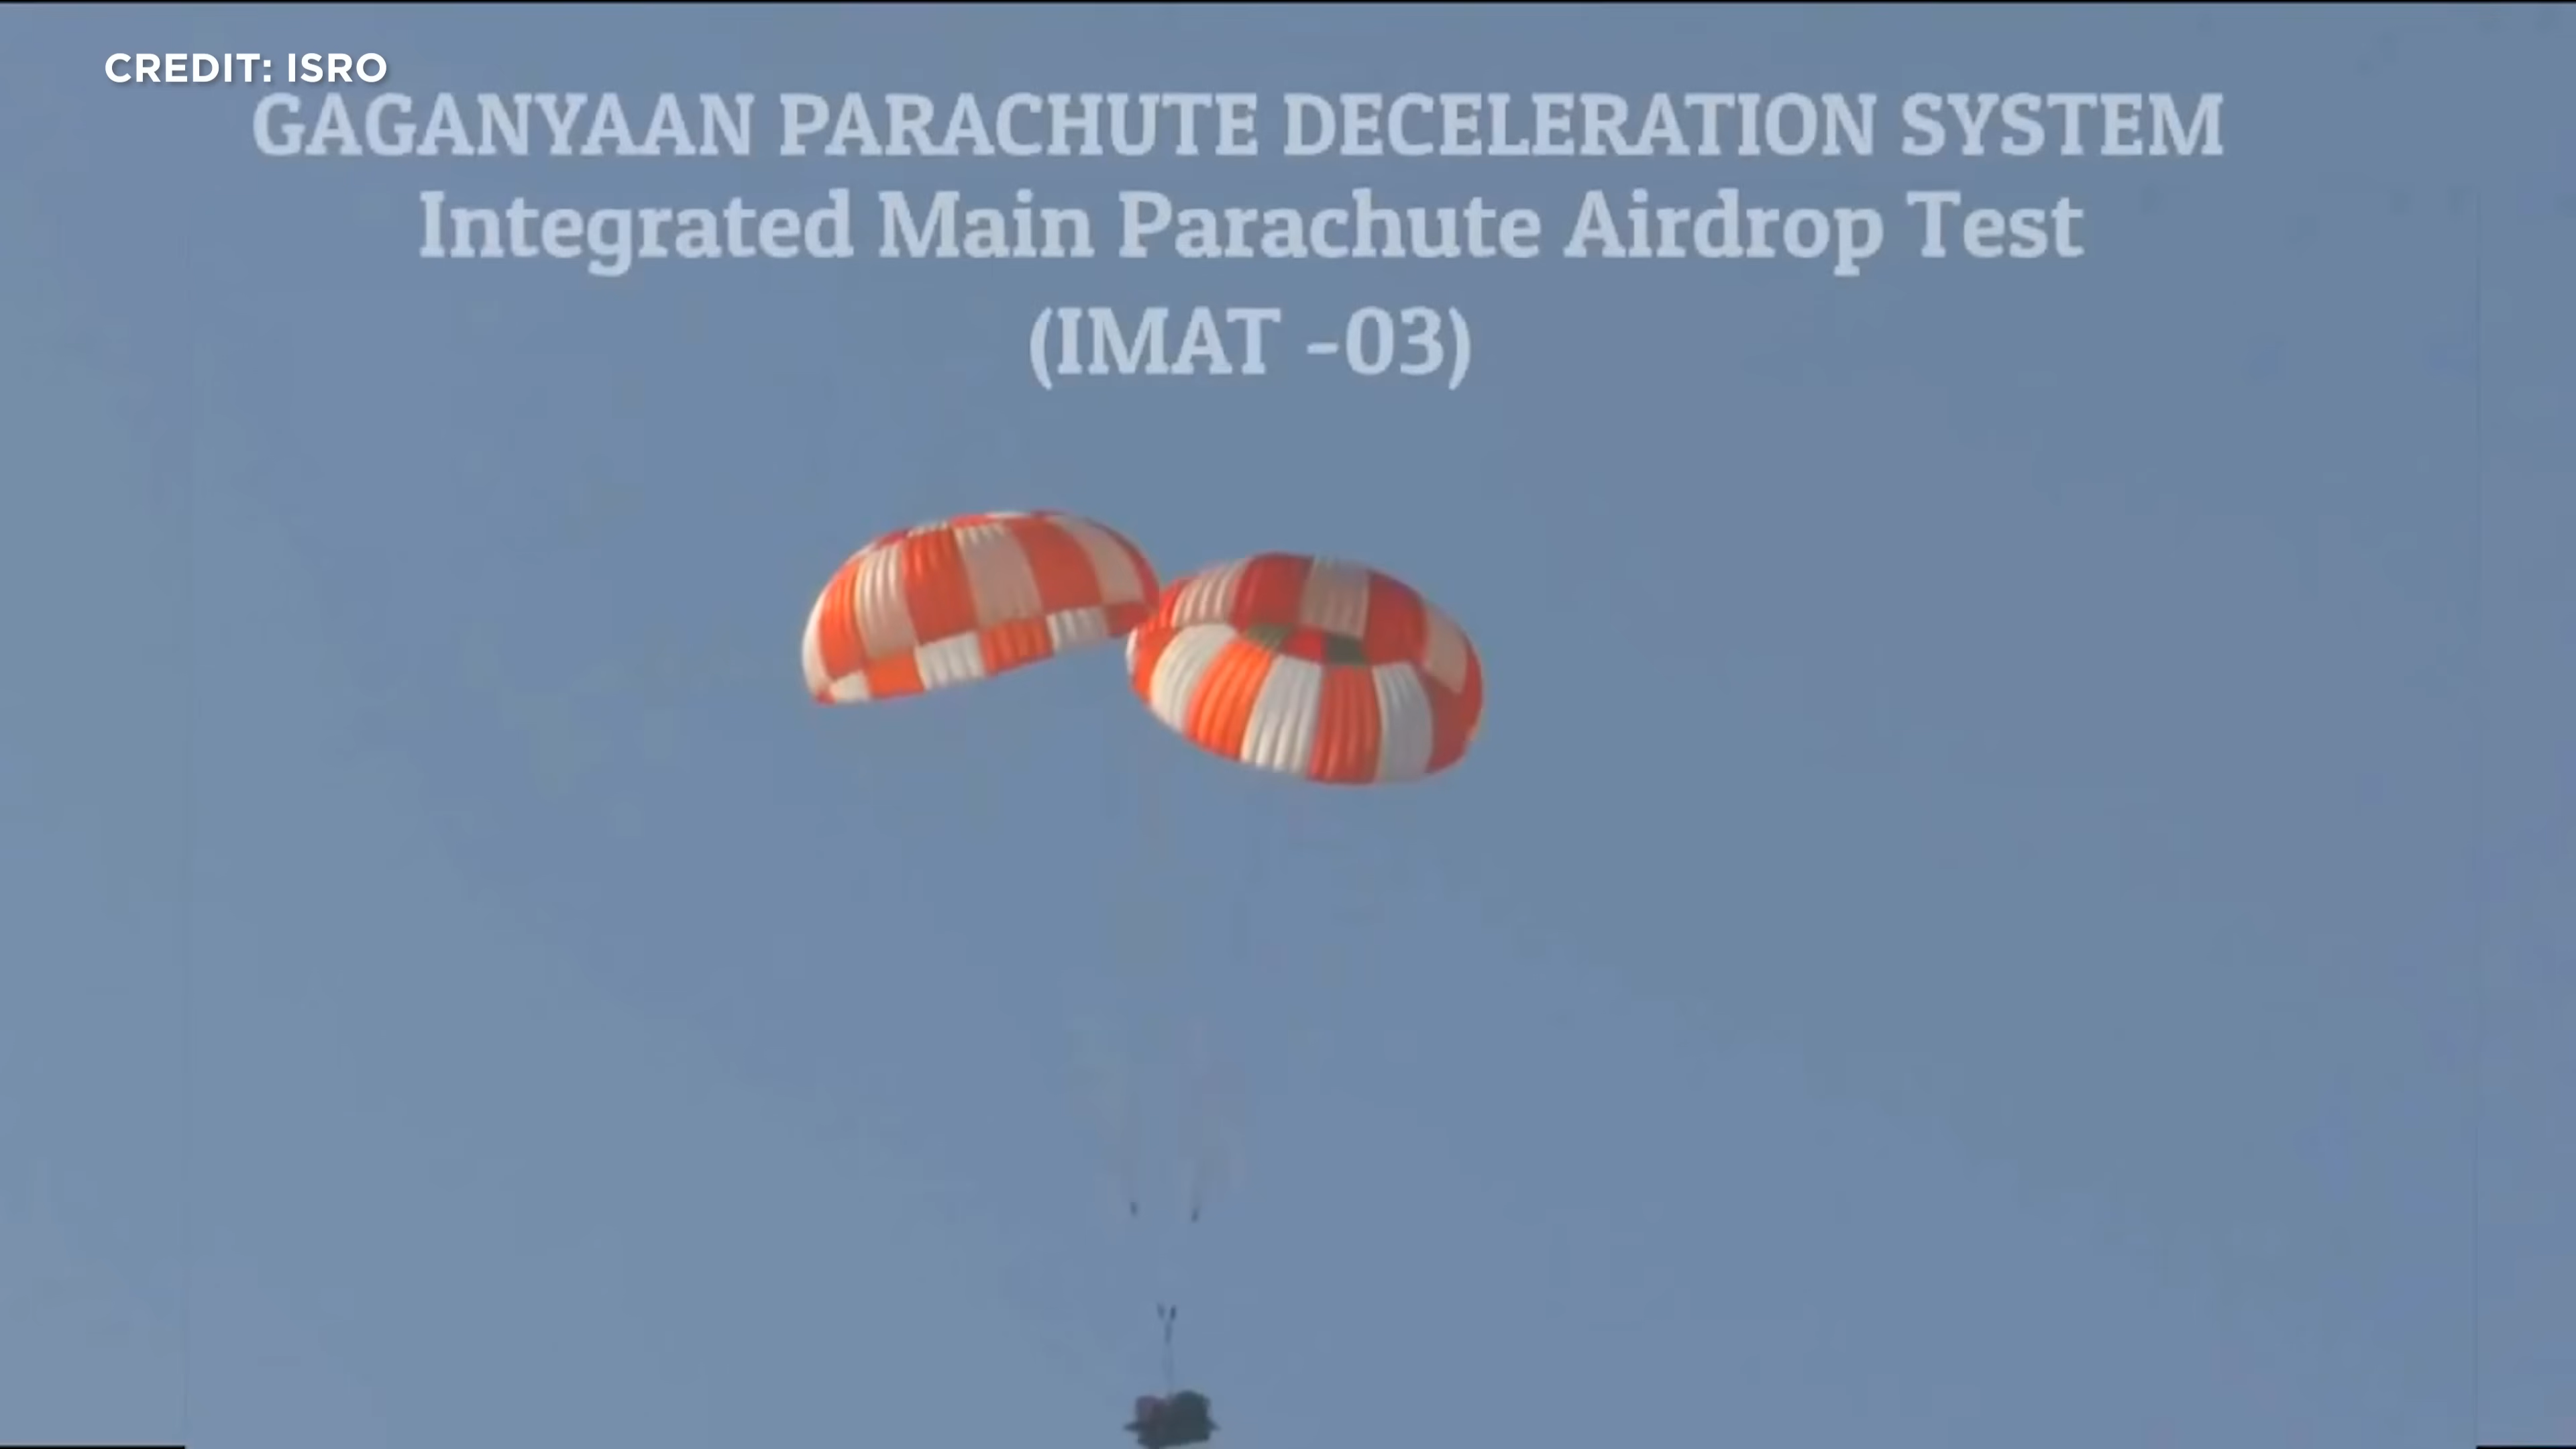 CREDIT: ISRO
GAGANYAAN PARACHUTE DECELERATION SYSTEM
Integrated Main Parachute Airdrop Test
(IMAT -03)